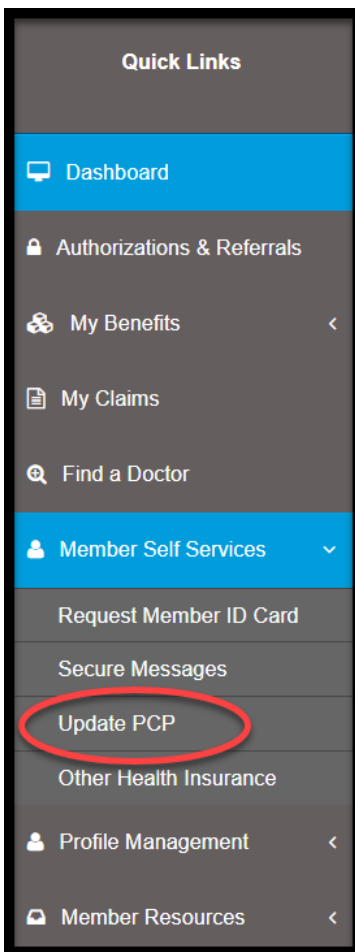 Quick Links
Dashboard
Authorizations & Referrals
My Benefits
My Claims
Find a Doctor
Member Self Services
Request Member ID Card
Secure Messages
Update PCP
Other Health Insurance
Profile Management
Member Resources